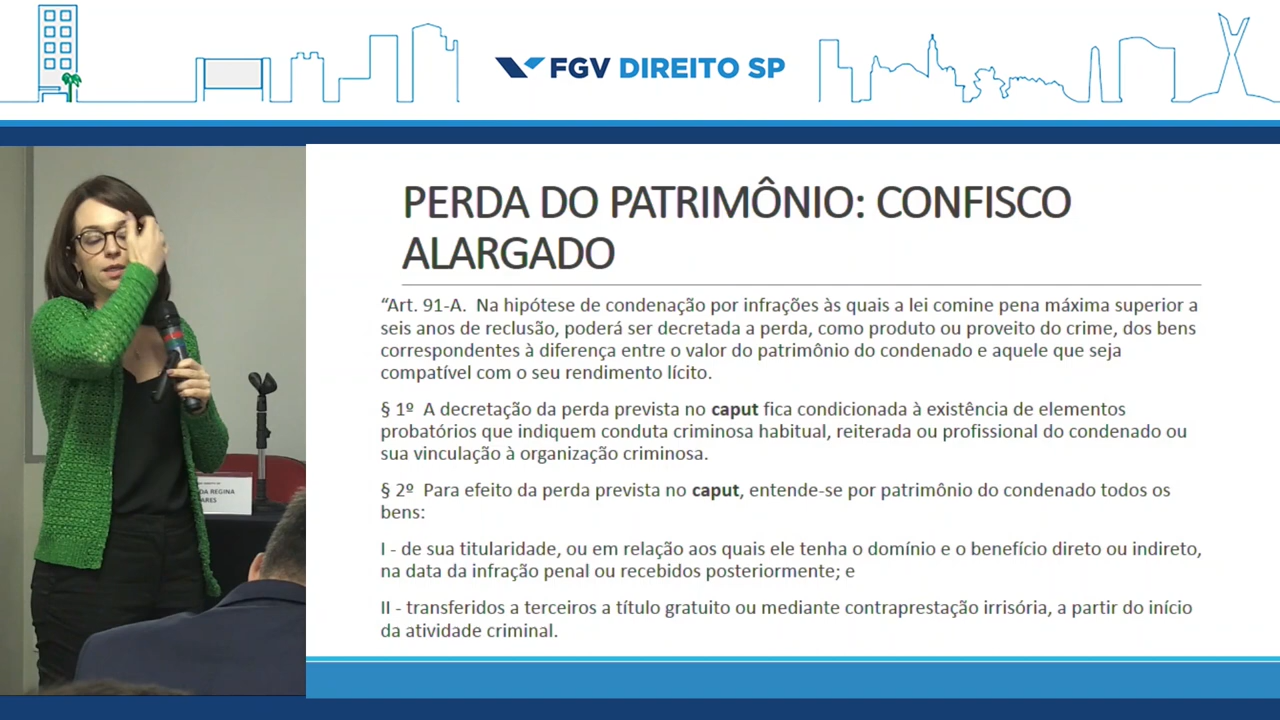 FGV DIREITO SP
PERDA DO PATRIMÔNIO: CONFISCO
ALARGADO
“Art. 91-A. Na hipótese de condenação por infrações às quais a lei comine pena máxima superior a
seis anos de reclusão, poderá ser decretada a perda, como produto ou proveito do crime, dos bens
correspondentes à diferença entre o valor do patrimônio do condenado e aquele que seja
compatível com o seu rendimento lícito.
§ 1º A decretação da perda prevista no caput fica condicionada à existência de elementos
probatórios que indiquem conduta criminosa habitual, reiterada ou profissional do condenado ou
sua vinculação à organização criminosa.
§ 2º Para efeito da perda prevista no caput, entende-se por patrimônio do condenado todos os
bens:
I - de sua titularidade, ou em relação aos quais ele tenha o domínio e o benefício direto ou indireto,
na data da infração penal ou recebidos posteriormente; e
II - transferidos a terceiros a título gratuito ou mediante contraprestação irrisória, a partir do início
da atividade criminal.
DA REGINA
ARES